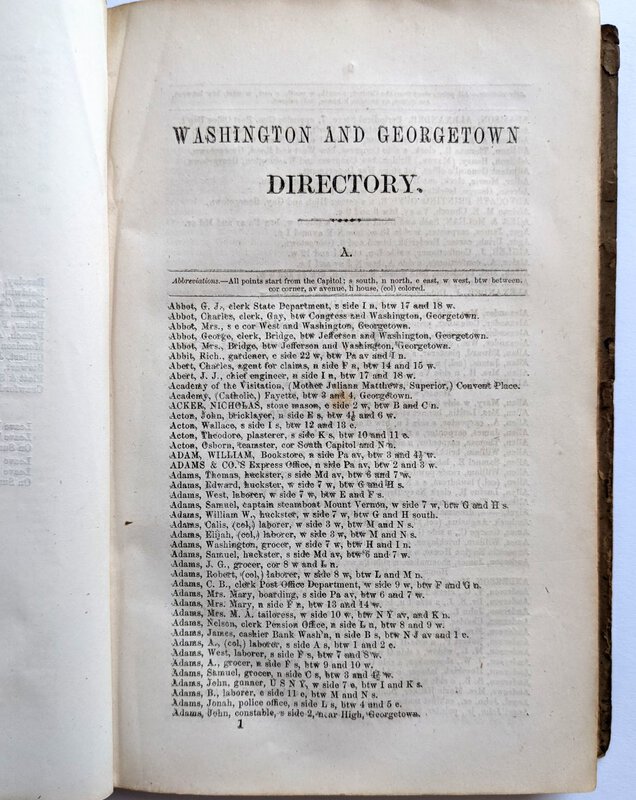 WASHINGTON AND GEORGETOWN
DIRECTORY.
A.
Abbreviations.—All points start from the Capitol; s south, n north, e east, w west, btw between,
cor corner, av avenue, h house, (col) colored.
Abbot, G. J., clerk State Department, s side I n, btw 17 and 18 w.
Abbot, Charles, clerk, Gay, btw Congress and Washington, Georgetown.
Abbot, Mrs., s e cor West and Washington, Georgetown.
Abbot, George, clerk, Bridge, btw Jefferson and Washington, Georgetown.
Abbot, Mrs., Bridge, btw Jefferson and Washington, Georgetown.
Abbit, Rich., gardener, e side 22 w, btw Pa av and I n.
Abert, Charles, agent for claims, n side F n, btw 14 and 15 w.
Abert, J. J., chief engineer, n side I n, btw 17 and 18 w.
Academy of the Visitation, (Mother Juliana Matthews, Superior,) Convent Place.
Academy, (Catholic,) Fayette, btw 3 and 4, Georgetown.
ACKER, NICHOLAS, stone mason, e side 2 w, btw B and C n.
Acton, John, bricklayer, n side E s, btw 4½ and 6 w.
Acton, Wallace, s side I s, btw 12 and 13 e.
Acton, Theodore, plasterer, s side K s, btw 10 and 11 e.
Acton, Osborn, teamster, cor South Capitol and N n.
ADAM, WILLIAM, Bookstore, n side Pa av, btw 3 and 4½ w.
ADAMS & CO.'S Express Office, n side Pa av, btw 2 and 3 w.
Adams, Thomas, huckster, s side Md av, btw 6 and 7 w.
Adams, Edward, huckster, w side 7 w, btw G and H s.
Adams, West, laborer, w side 7 w, btw E and F s.
Adams, Samuel, captain steamboat Mount Vernon, w side 7 w, btw G and H s.
Adams, William W., huckster, w side 7 w, btw G and H south.
Adams, Calis, (col,) laborer, w side 3 w, btw M and N s.
Adams, Elijah, (col,) laborer, w side 3 w, btw M and N s.
Adams, Washington, grocer, w side 7 w, btw H and I n.
Adams, Samuel, huckster, s side Md av, btw 6 and 7 w.
Adams, J. G., grocer, cor 8 w and L n.
Adams, Robert, (col,) laborer, w side 8 w, btw L and M n.
Adams, C. B., clerk Post Office Department, w side 9 w, btw F and G n.
Adams, Mrs. Mary, boarding, s side Pa av, btw 6 and 7 w.
Adams, Mrs. Mary, n side F n, btw 13 and 14 w.
Adams, Mrs. M. A. tailoress, w side 10 w, btw N Y av, and K n.
Adams, Nelson, clerk Pension Office, n side L n, btw 8 and 9 w.
Adams, James, cashier Bank Wash'n, n side B s, btw N J av and 1 e.
Adams, A., (col,) laborer, s side A s, btw 1 and 2 e.
Adams, West, laborer, s side F s, btw 7 and 8 w.
Adams, A., grocer, n side F s, btw 9 and 10 w.
Adams, Samuel, grocer, n side C s, btw 3 and 4½ w.
Adams, John, gunner, U S N Y, w side 7 e, btw I and K s.
Adams, B., laborer, e side 11 e, btw M and N s.
Adams, Jonah, police office, s side L s, btw 4 and 5 e.
Adams, John, constable, s side 2, near High, Georgetown.
1